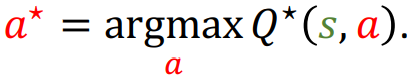 a* = argmax Q*(s, a).
a